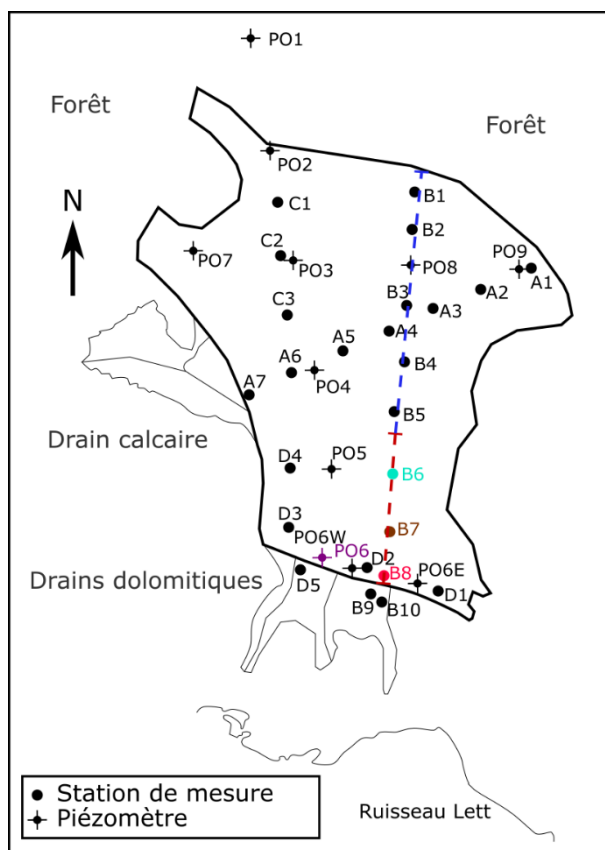 PO1
Forêt
Forêt
PO2
N
C1
B1
B2
PO7
C2
PO3
PO8
PO9
A1
A2
C3
B3
A3
A4
A5
A6
PO4
B4
A7
B5
Drain calcaire
D4
PO5
B6
D3
B7
PO6W
PO6
Drains dolomitiques
D5
D2
B8
PO6E
D1
B9
B10
Station de mesure
Piézomètre
Ruisseau Lett